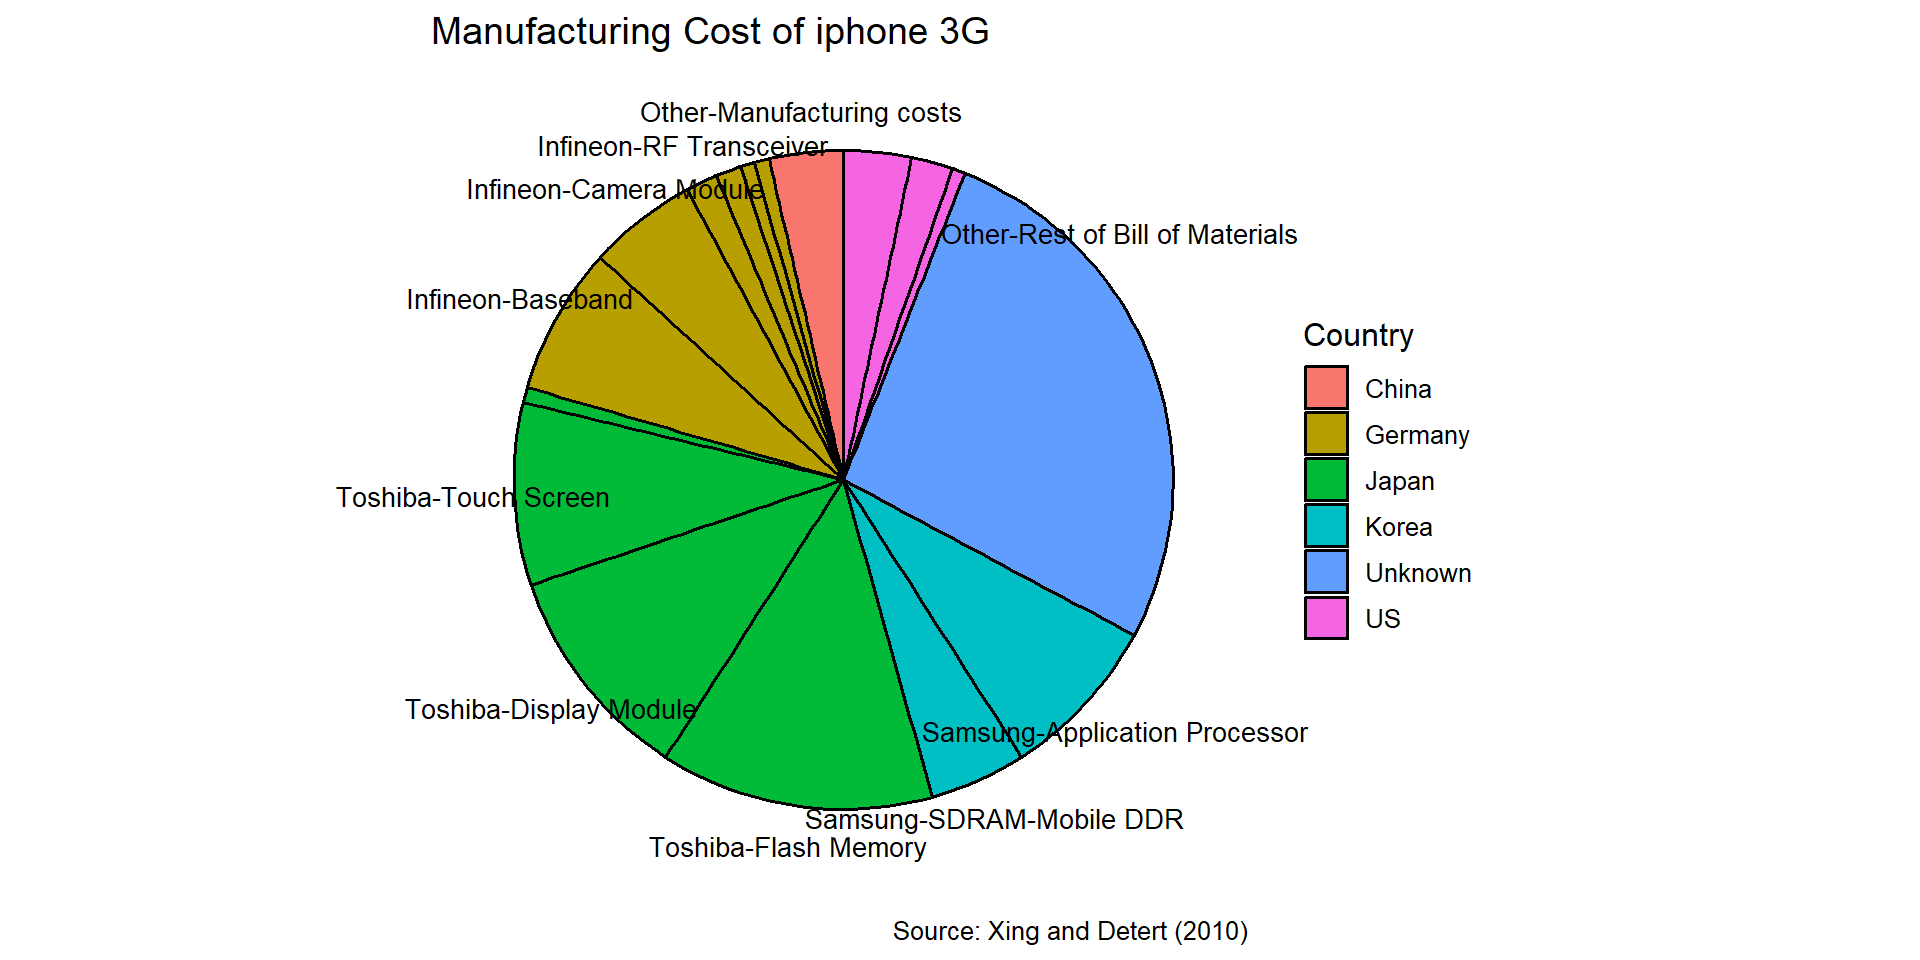 Manufacturing Cost of iphone 3G
Other-Manufacturing costs
Infineon-RF Transceiver
Infineon-Camera Module
Other-Rest of Bill of Materials
Infineon-Baseband
Toshiba-Touch Screen
Toshiba-Display Module
Samsung-Application Processor
Samsung-SDRAM-Mobile DDR
Toshiba-Flash Memory
Country
China
Germany
Japan
Korea
Unknown
US
Source: Xing and Detert (2010)